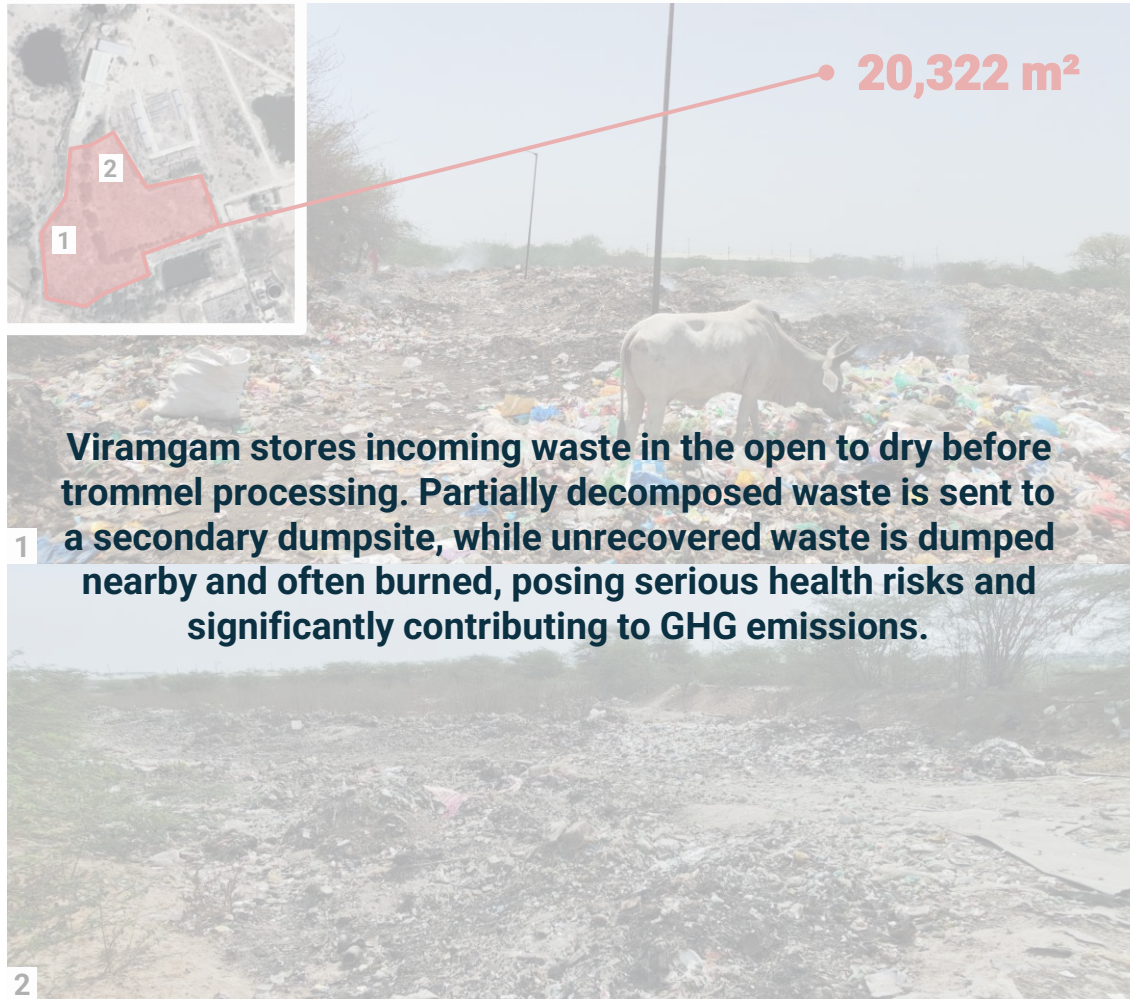 20,322 m²
2
1
Viramgam stores incoming waste in the open to dry before
trommel processing. Partially decomposed waste is sent to
a secondary dumpsite, while unrecovered waste is dumped
nearby and often burned, posing serious health risks and
significantly contributing to GHG emissions.
1
2